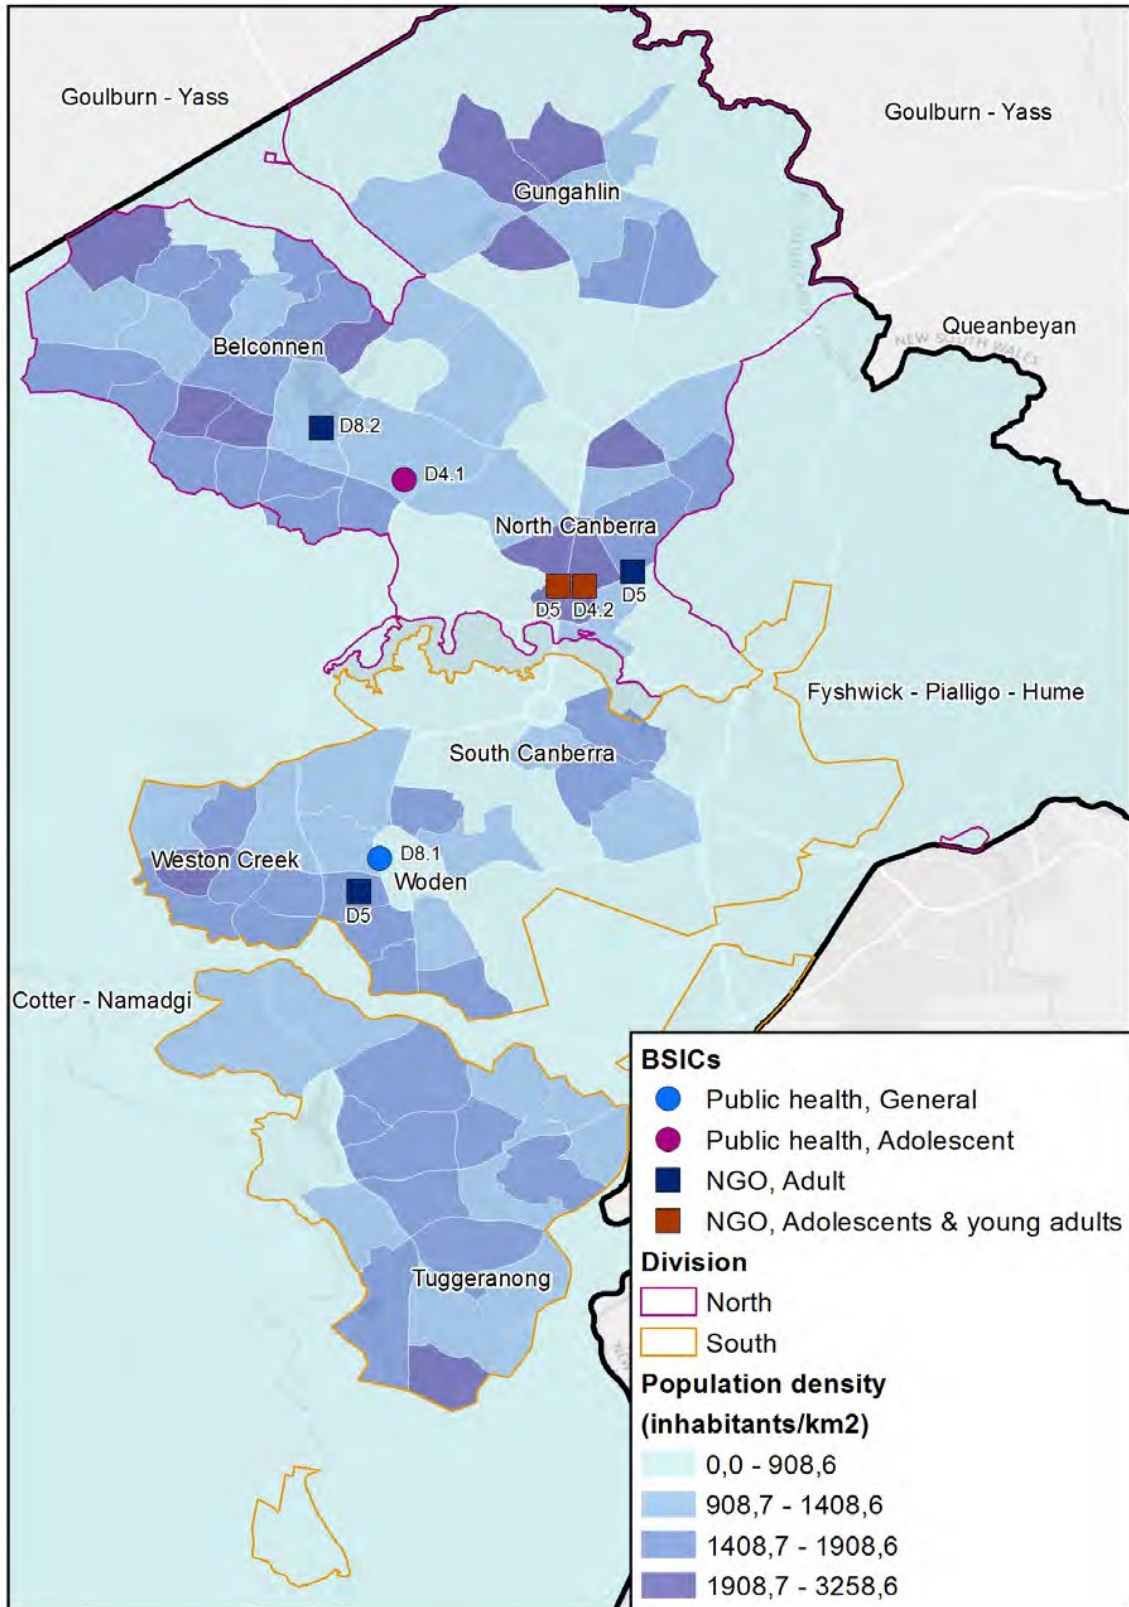 Goulburn - Yass
Goulburn - Yass
Gungahlin
Queanbeyan
NEW SOUTH WALES
Belconnen
D8.2
D4.1
North Canberra
D5
D4.2
D5
Fyshwick - Pialligo - Hume
South Canberra
D8.1
Weston Creek
Woden
D5
Cotter - Namadgi
Tuggeranong
BSICs
Public health, General
Public health, Adolescent
NGO, Adult
NGO, Adolescents & young adults
Division
North
South
Population density
(inhabitants/km2)
0,0 - 908,6
908,7 - 1408,6
1408,7 - 1908,6
1908,7 - 3258,6